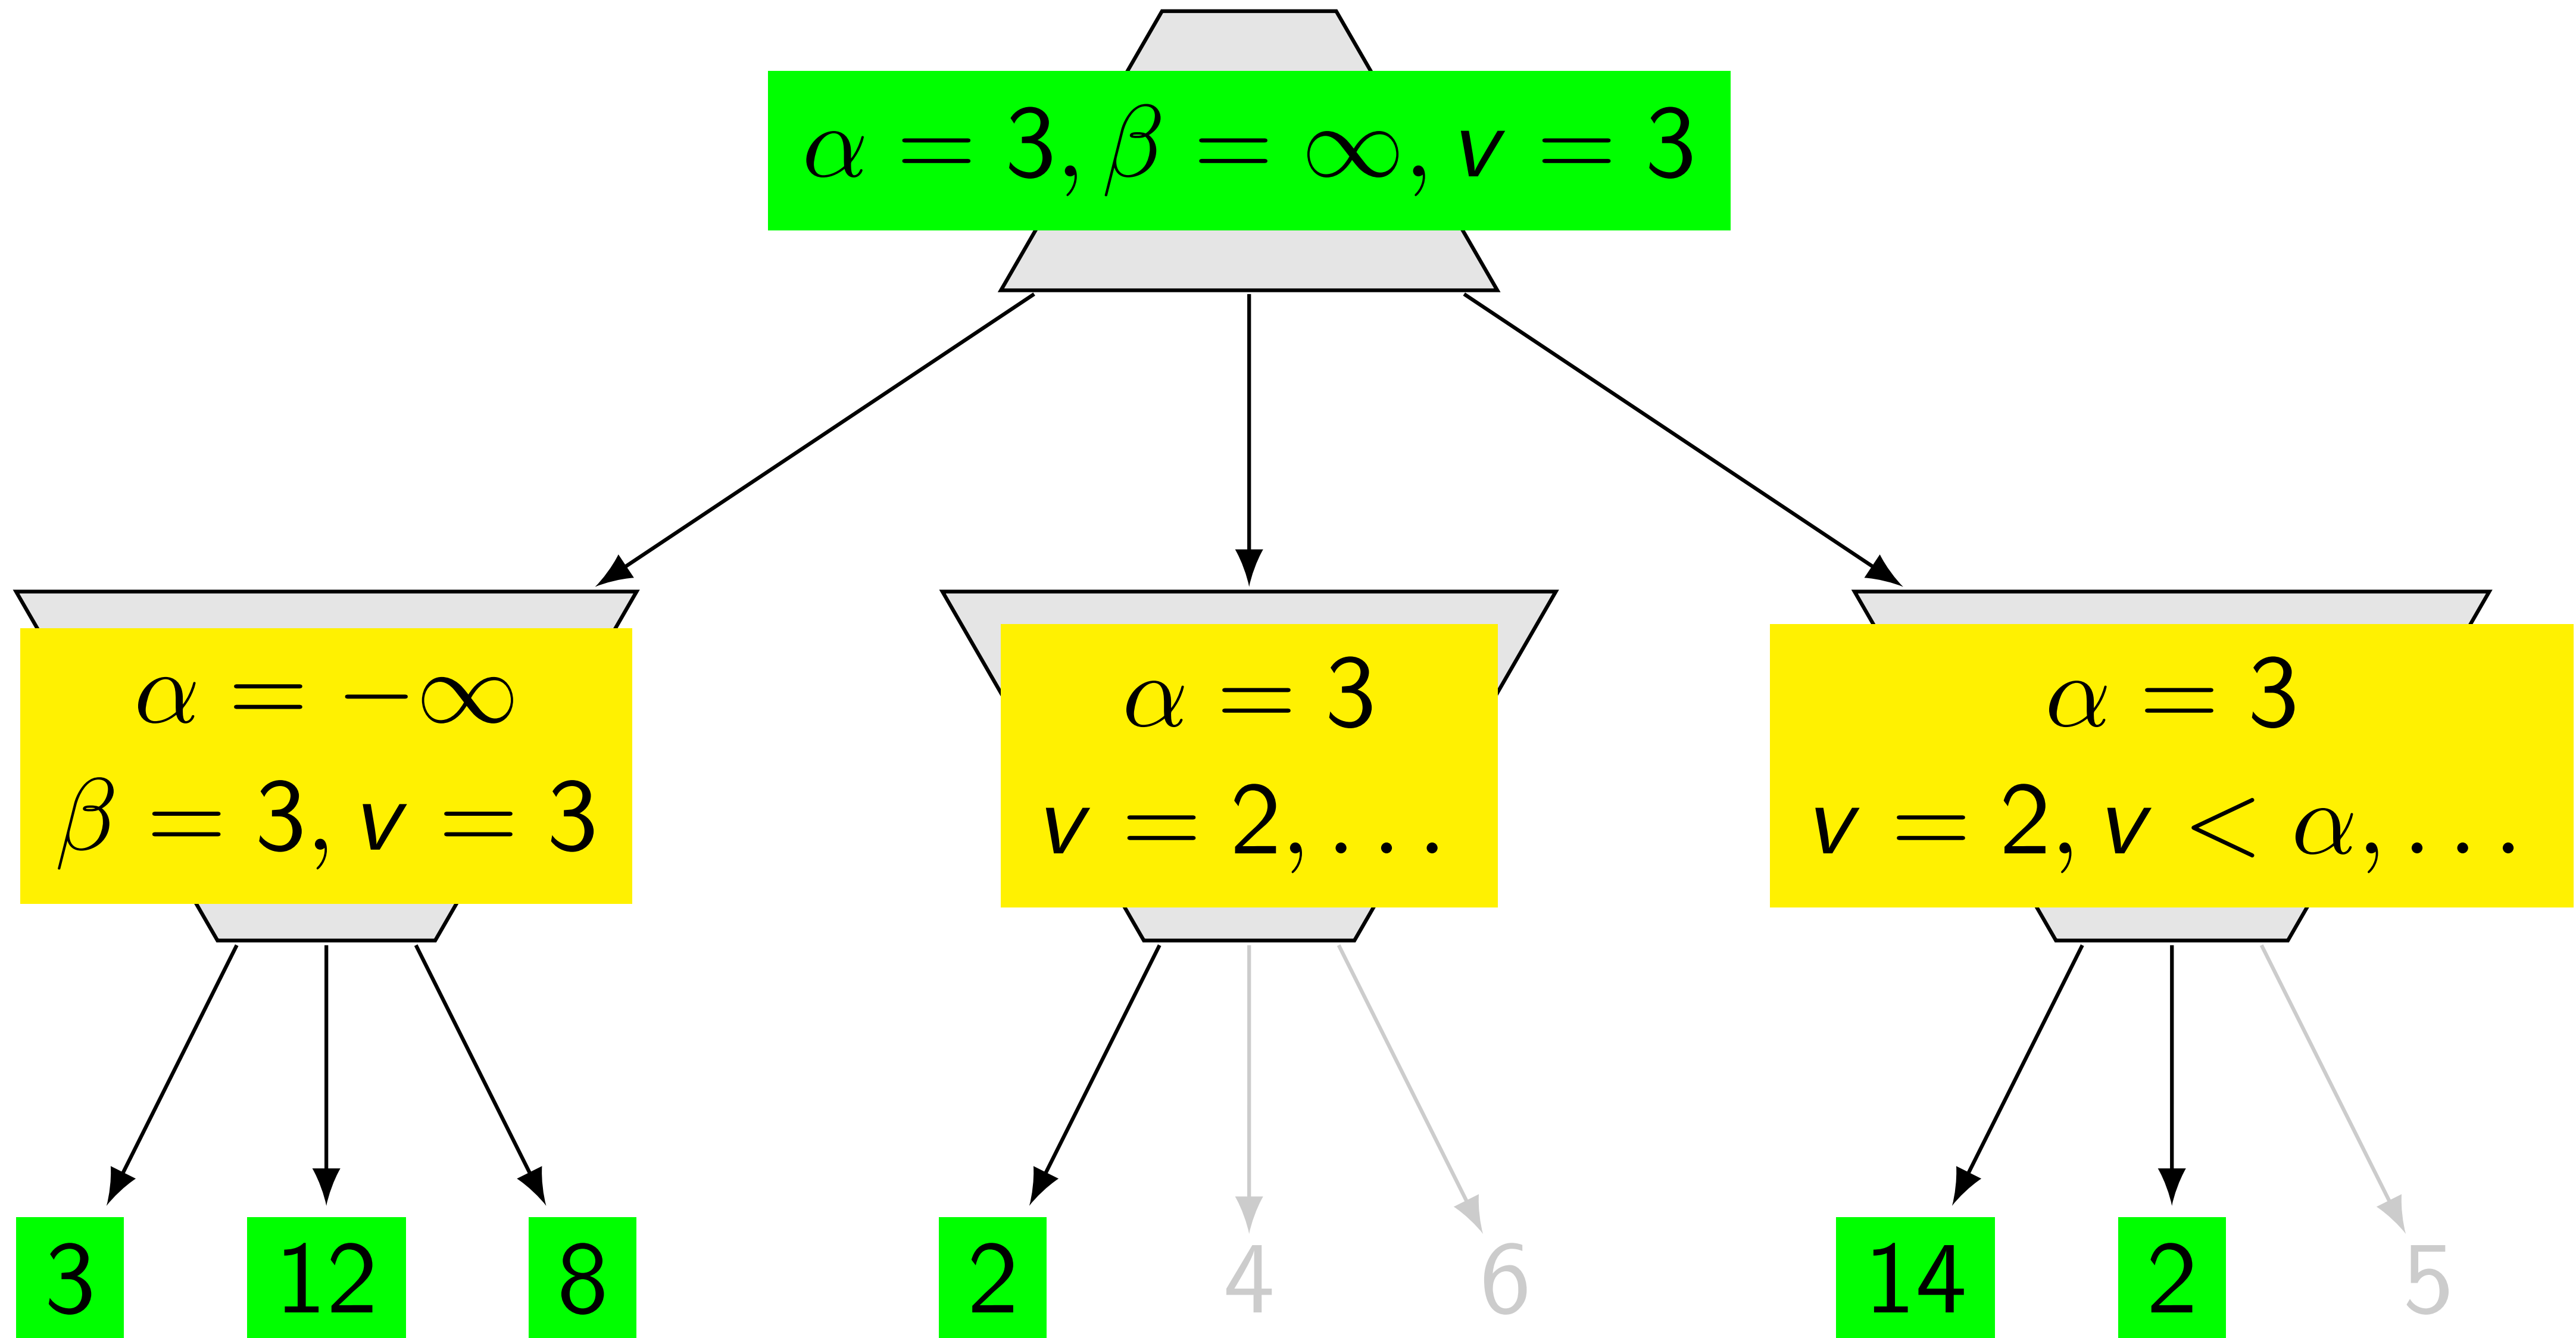 α = 3, β = ∞, v = 3
α = −∞
β = 3, v = 3
α = 3
v = 2, . . .
α = 3
v = 2, v < α, . . .
3 12 8 2 4 6 14 2 5